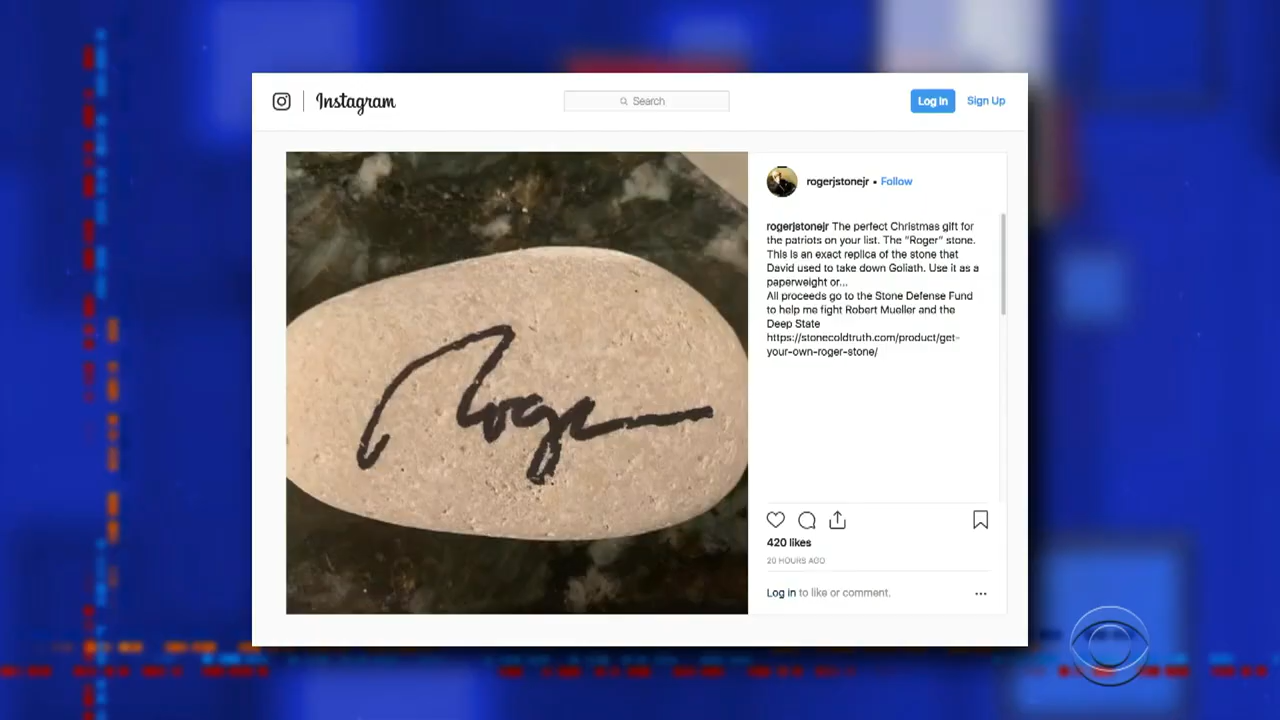 Instagram
Search
Log In
Sign Up
Roger
rogerjstonejr • Follow
rogerjstonejr The perfect Christmas gift for
the patriots on your list. The "Roger" stone.
This is an exact replica of the stone that
David used to take down Goliath. Use it as a
paperweight or...
All proceeds go to the Stone Defense Fund
to help me fight Robert Mueller and the
Deep State
https://stonecoldtruth.com/product/get-
your-own-roger-stone/
420 likes
20 HOURS AGO
Log in to like or comment.